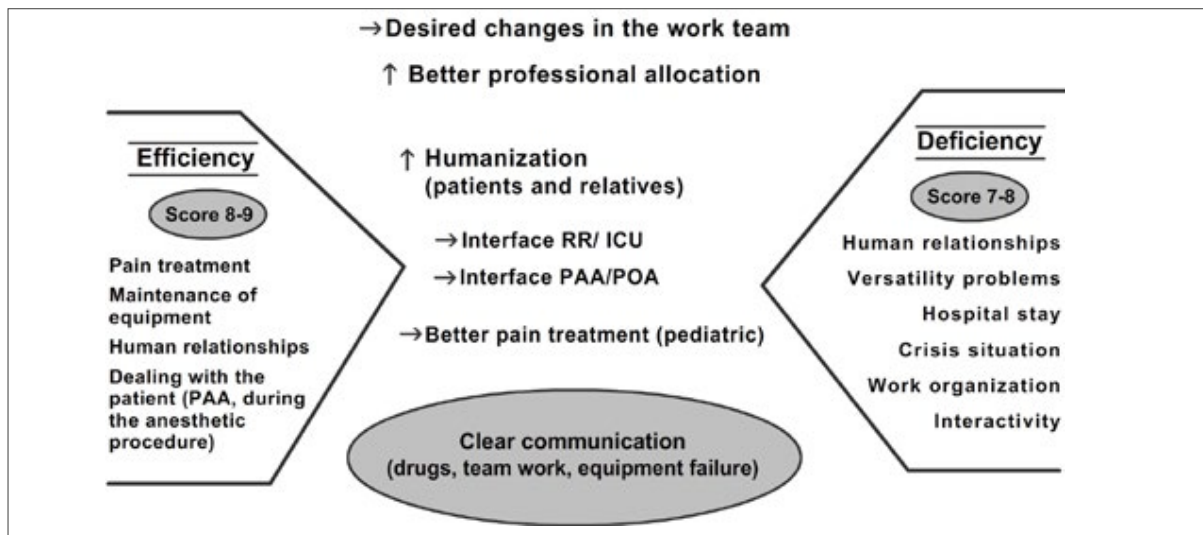 →Desired changes in the work team
↑ Better professional allocation
Efficiency
Score 8-9
Pain treatment
Maintenance of
equipment
Human relationships
Dealing with the
patient (PAA, during
the anesthetic
procedure)
↑ Humanization
(patients and relatives)
→Interface RR/ ICU
→Interface PAA/POA
→Better pain treatment (pediatric)
Clear communication
(drugs, team work, equipment failure)
Deficiency
Score 7-8
Human relationships
Versatility problems
Hospital stay
Crisis situation
Work organization
Interactivity